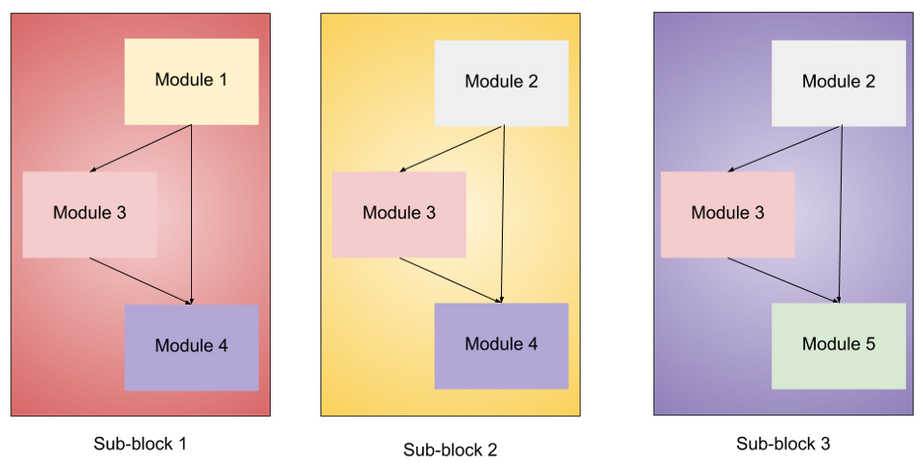 Module 1
Module 3
Module 4
Sub-block 1
Module 2
Module 3
Module 4
Sub-block 2
Module 2
Module 3
Module 5
Sub-block 3